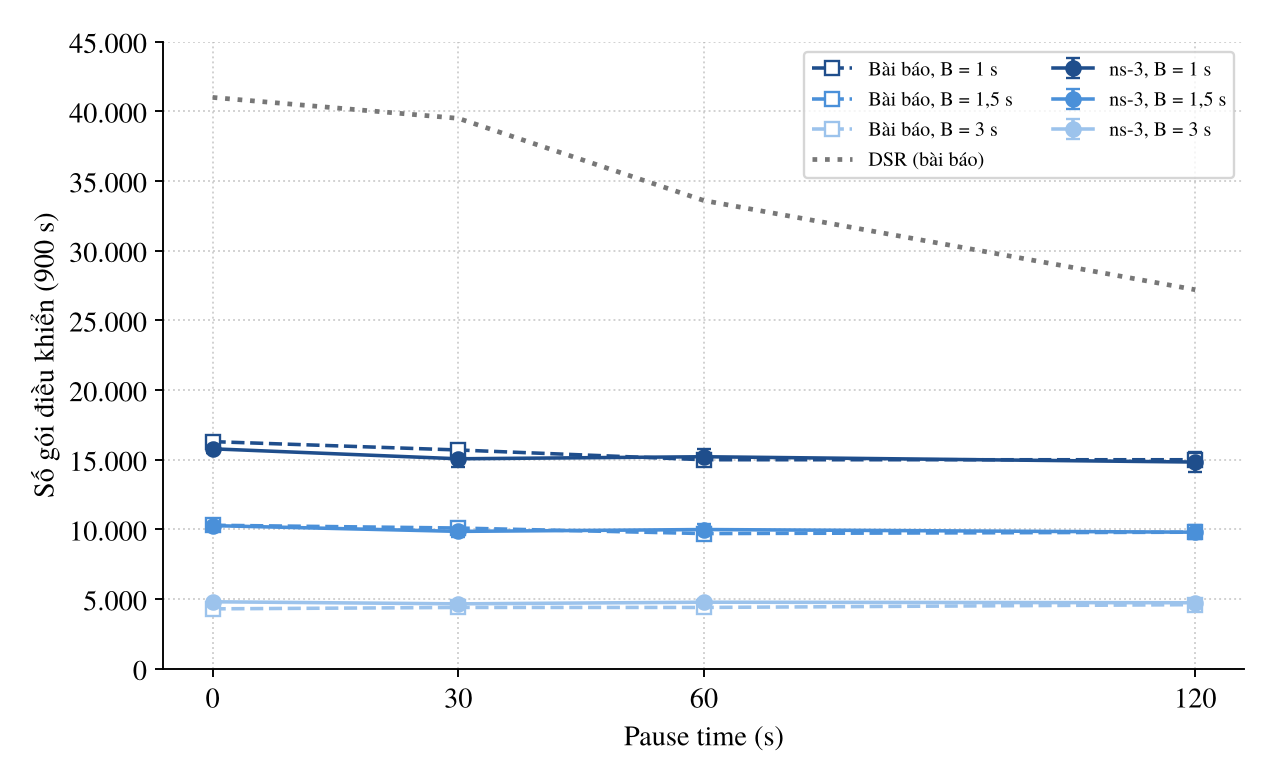 45.000
40.000
35.000
30.000
25.000
20.000
15.000
10.000
5.000
0
Số gói điều khiển (900 s)
0
30
60
120
Pause time (s)
Bài báo, B = 1 s
Bài báo, B = 1,5 s
Bài báo, B = 3 s
DSR (bài báo)
ns-3, B = 1 s
ns-3, B = 1,5 s
ns-3, B = 3 s